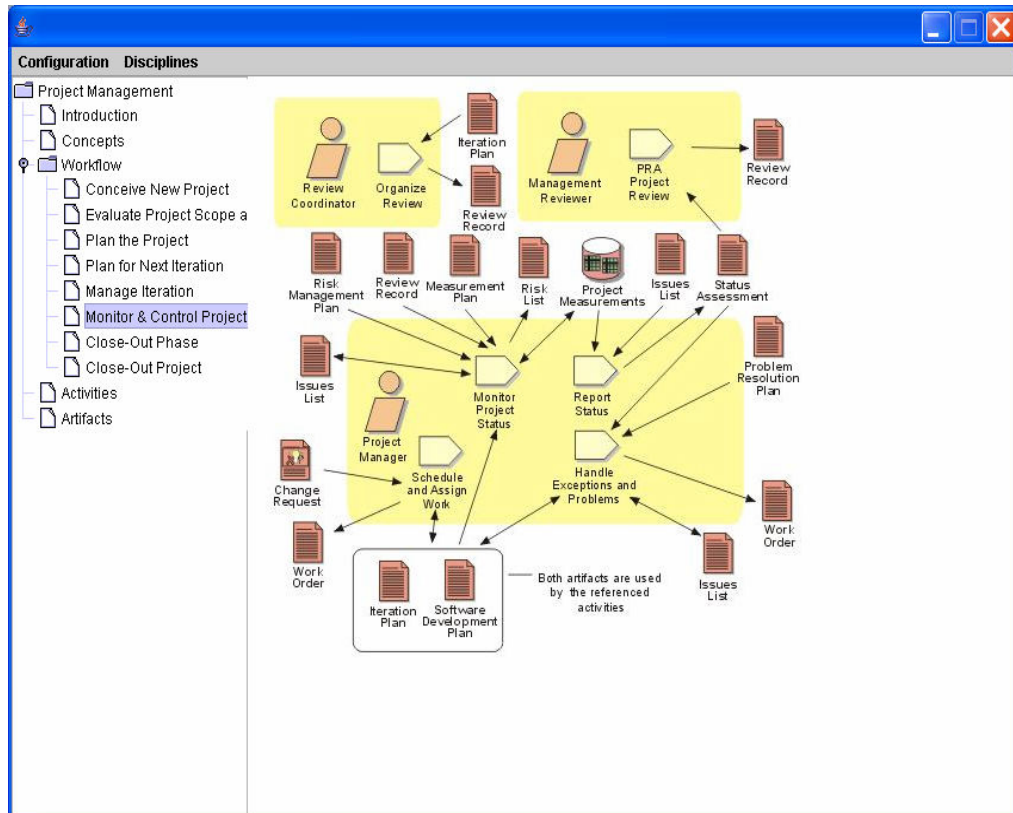 Configuration Disciplines
Project Management
Introduction
Concepts
Workflow
Conceive New Project
Evaluate Project Scope a
Plan the Project
Plan for Next Iteration
Manage Iteration
Monitor & Control Project
Close-Out Phase
Close-Out Project
Activities
Artifacts
Review
Coordinator
Organize
Review
Iteration
Plan
Review
Record
Management
Reviewer
PRA
Project
Review
Review
Record
Risk
Management
Plan
Review
Record
Measurement
Plan
Risk
List
Project
Measurements
Issues
List
Status
Assessment
Issues
List
Project
Manager
Monitor
Project
Status
Report
Status
Problem
Resolution
Plan
Change
Request
Schedule
and Assign
Work
Handle
Exceptions and
Problems
Work
Order
Work
Order
Iteration
Plan
Software
Development
Plan
Both artifacts are used
by the referenced
activities
Issues
List